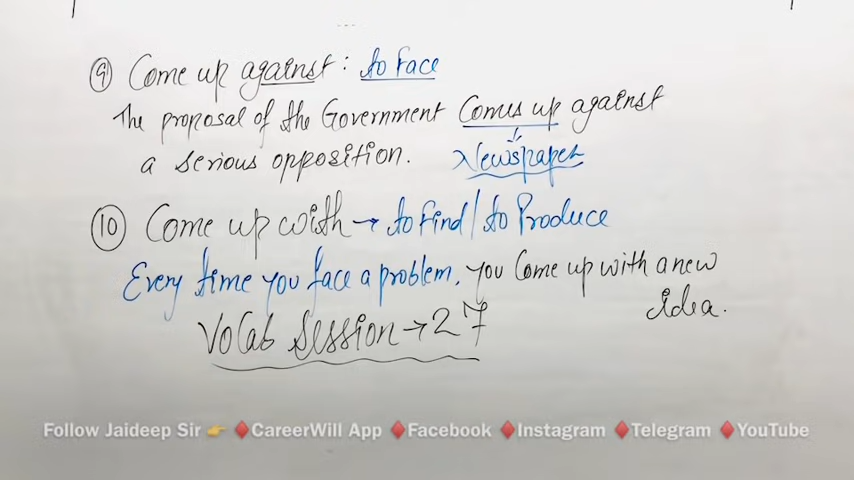 ⑨ Come up against : to Face
The proposal of the Government Comes up against
a serious opposition. Newspaper
⑩ Come up with → to Find / to Produce
Every time you face a problem, you Come up with a new
idea.
Vocab Session → 27
Follow Jaideep Sir 👉 ♦CareerWill App ♦Facebook ♦Instagram ♦Telegram ♦YouTube